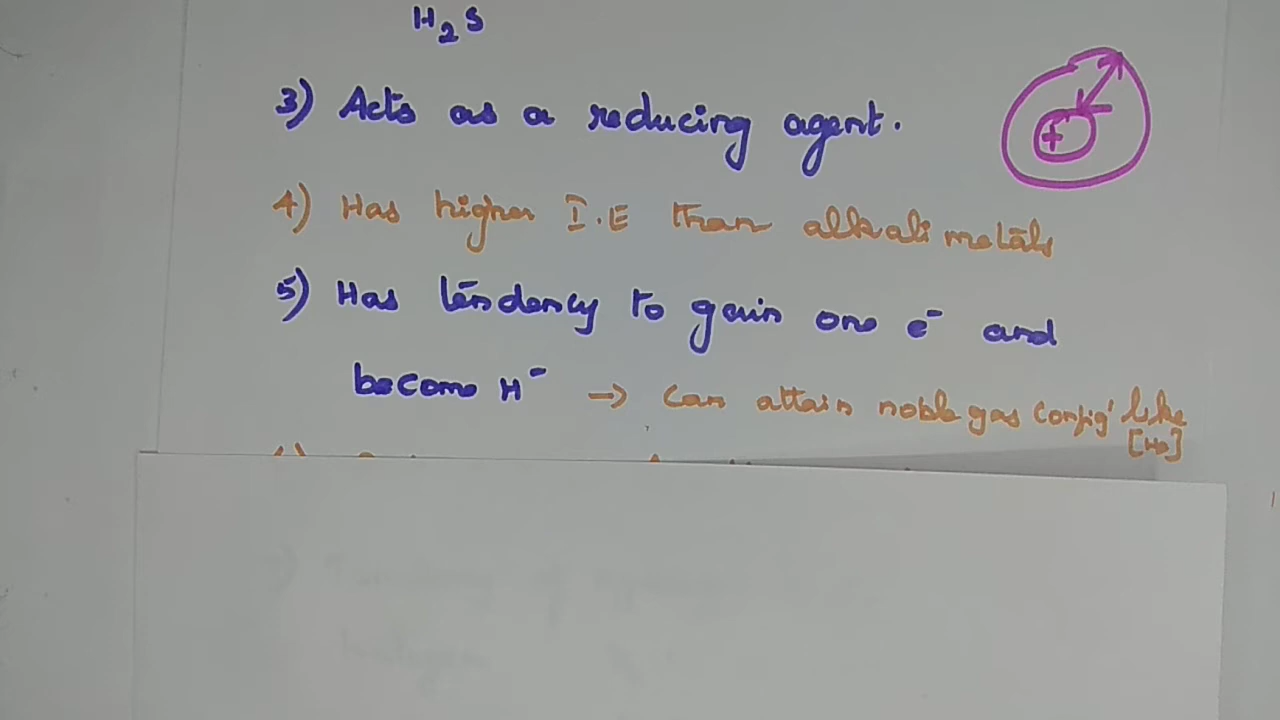 H₂S
3) Acts as a reducing agent.
+
4) Has higher I.E than alkali metals
5) Has tendency to gain one e⁻ and
become H⁻ → Can attain noble gas config' like
[He]